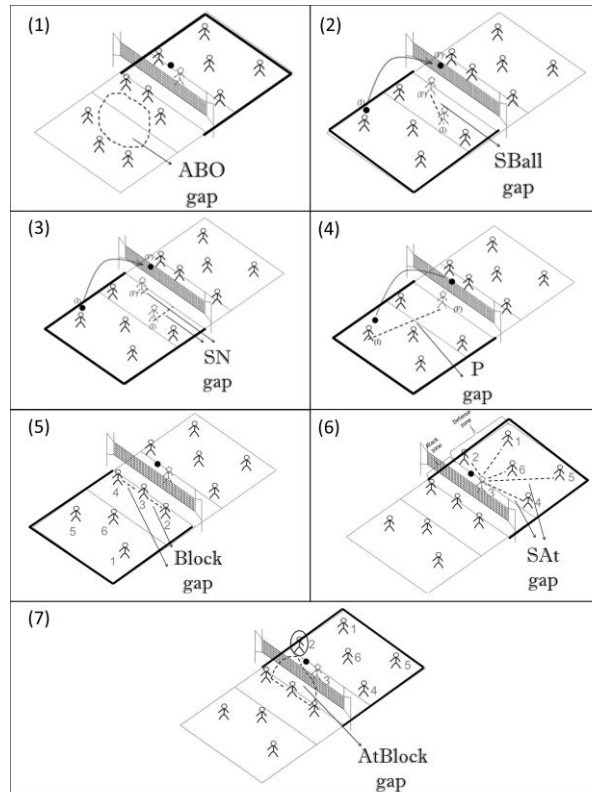 (1)
ABO
gap
(2)
(I)
(F)
(F)
(I)
SBall
gap
(3)
(I)
(F)
(F)
(I)
SN
gap
(4)
(I)
(F)
P
gap
(5)
4
3
2
5
6
1
Block
gap
(6)
Attack zone
Defense zone
1
2
6
5
3
4
SAt
gap
(7)
2
1
6
5
3
4
AtBlock
gap